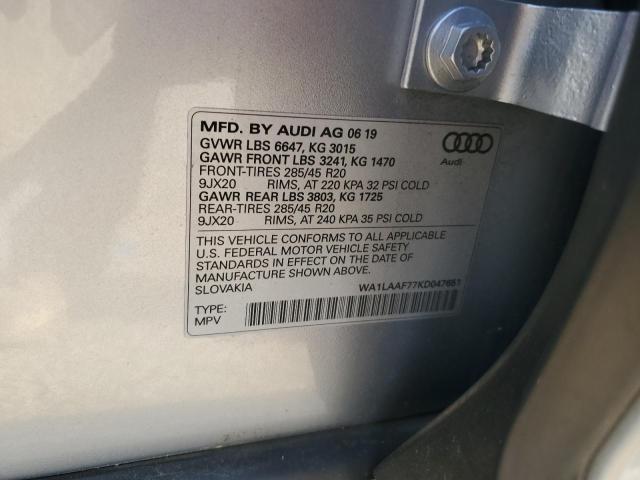 MFD. BY AUDI AG 06 19
GVWR LBS 6647, KG 3015
GAWR FRONT LBS 3241, KG 1470
FRONT-TIRES 285/45 R20
9JX20 RIMS, AT 220 KPA 32 PSI COLD
GAWR REAR LBS 3803, KG 1725
REAR-TIRES 285/45 R20
9JX20 RIMS, AT 240 KPA 35 PSI COLD
Audi
THIS VEHICLE CONFORMS TO ALL APPLICABLE
U.S. FEDERAL MOTOR VEHICLE SAFETY
STANDARDS IN EFFECT ON THE DATE OF
MANUFACTURE SHOWN ABOVE.
SLOVAKIA WA1LAAF77KD047651
TYPE:
MPV